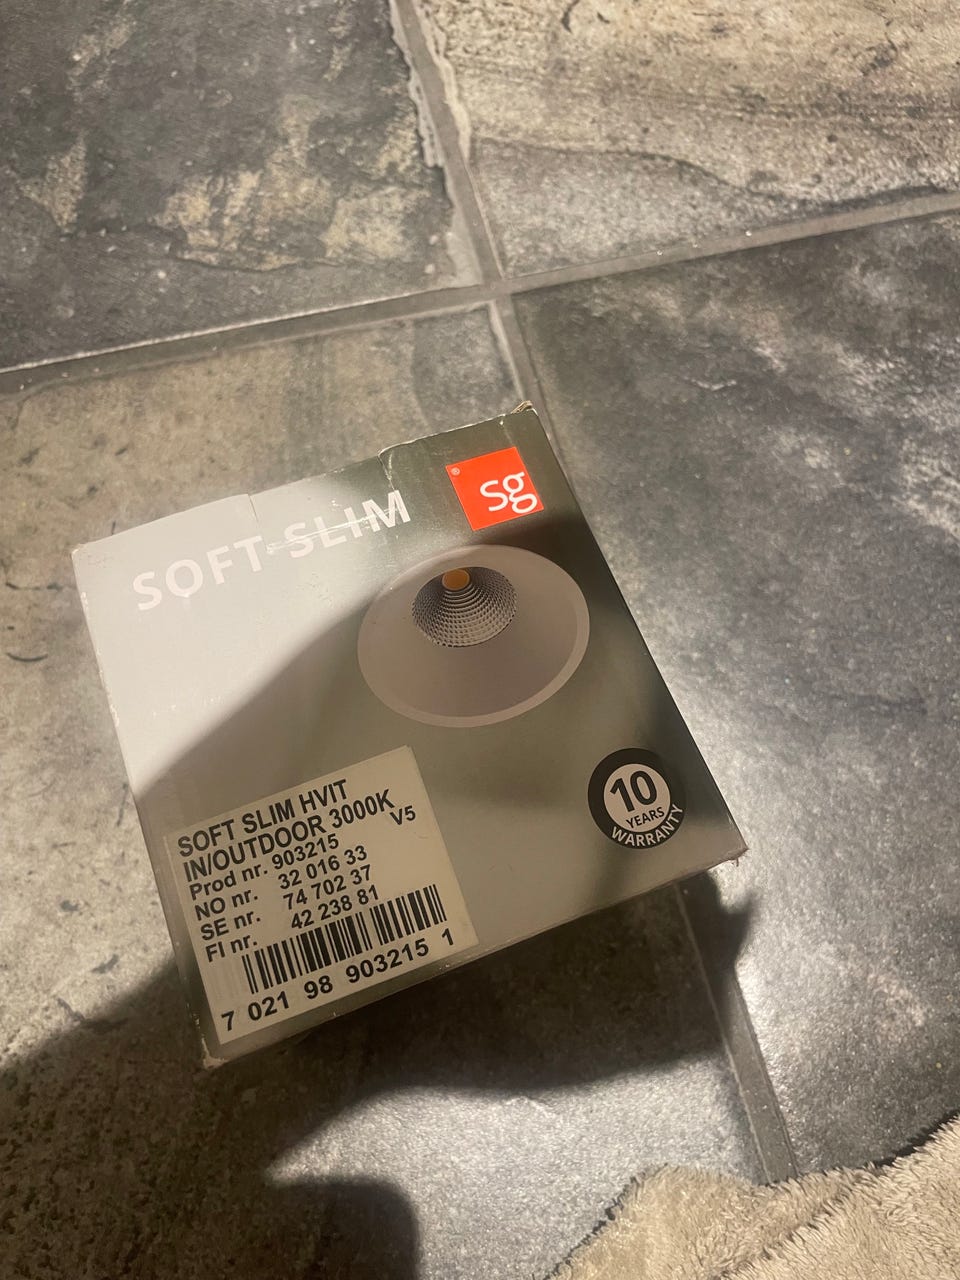 SOFT SLIM
® sg
SOFT SLIM HVIT
IN/OUTDOOR 3000K
V5
Prod nr. 903215
NO nr. 32 016 33
SE nr. 74 702 37
FI nr. 42 238 81
7 021 98 903215 1
10
YEARS
WARRANTY